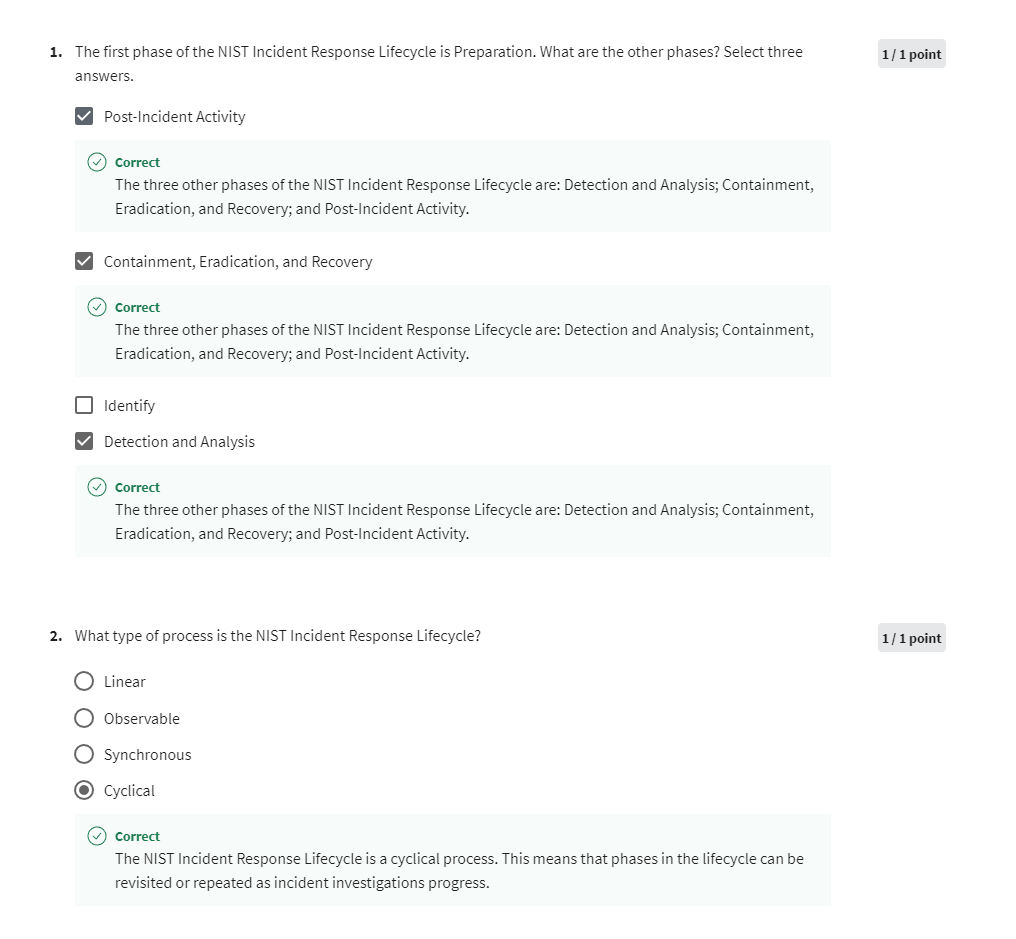 1. The first phase of the NIST Incident Response Lifecycle is Preparation. What are the other phases? Select three
answers.
1 / 1 point
Post-Incident Activity
Correct
The three other phases of the NIST Incident Response Lifecycle are: Detection and Analysis; Containment,
Eradication, and Recovery; and Post-Incident Activity.
Containment, Eradication, and Recovery
Correct
The three other phases of the NIST Incident Response Lifecycle are: Detection and Analysis; Containment,
Eradication, and Recovery; and Post-Incident Activity.
Identify
Detection and Analysis
Correct
The three other phases of the NIST Incident Response Lifecycle are: Detection and Analysis; Containment,
Eradication, and Recovery; and Post-Incident Activity.
2. What type of process is the NIST Incident Response Lifecycle?
1 / 1 point
Linear
Observable
Synchronous
Cyclical
Correct
The NIST Incident Response Lifecycle is a cyclical process. This means that phases in the lifecycle can be
revisited or repeated as incident investigations progress.